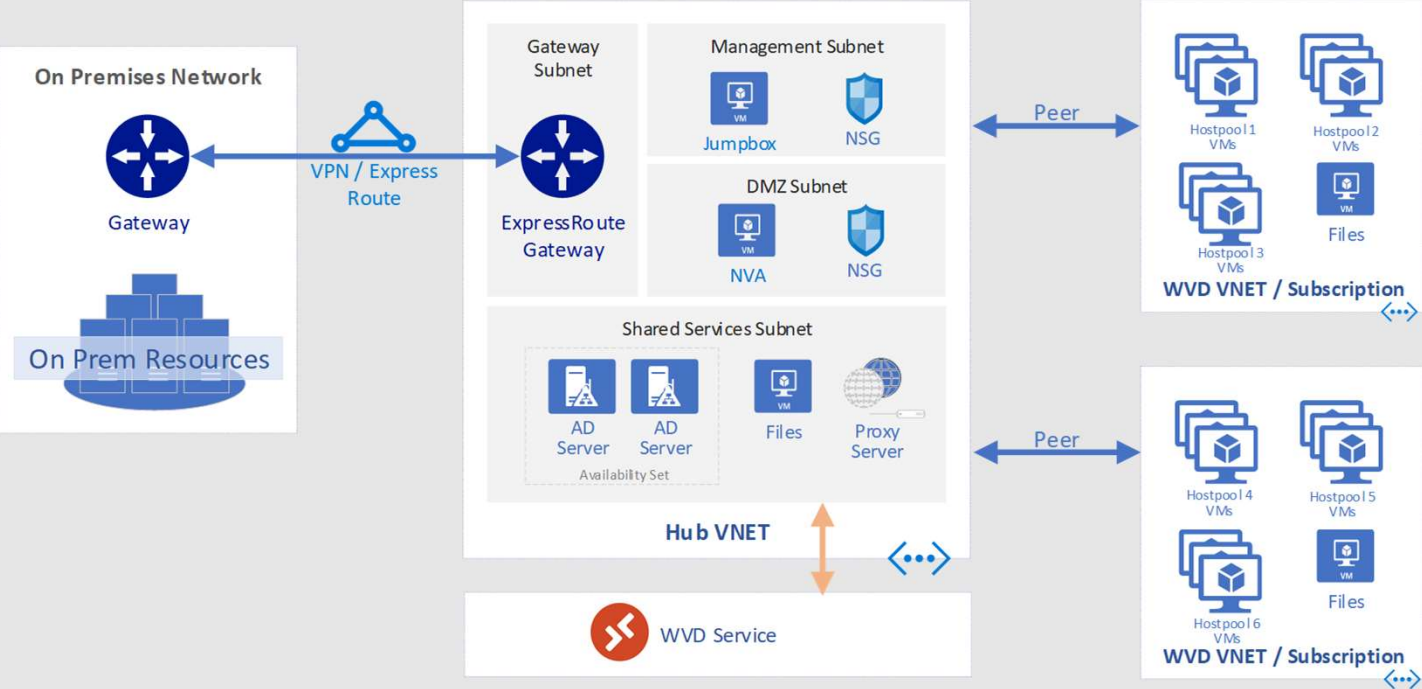 On Premises Network
Gateway
On Prem Resources
VPN / Express
Route
Gateway
Subnet
ExpressRoute
Gateway
Management Subnet
VM
Jumpbox
NSG
DMZ Subnet
VM
NVA
NSG
Shared Services Subnet
AD
Server
AD
Server
Availability Set
VM
Files
Proxy
Server
Hub VNET
WVD Service
Peer
Peer
Hostpool 1
VMs
Hostpool 2
VMs
Hostpool 3
VMs
VM
Files
WVD VNET / Subscription
Hostpool 4
VMs
Hostpool 5
VMs
Hostpool 6
VMs
VM
Files
WVD VNET / Subscription